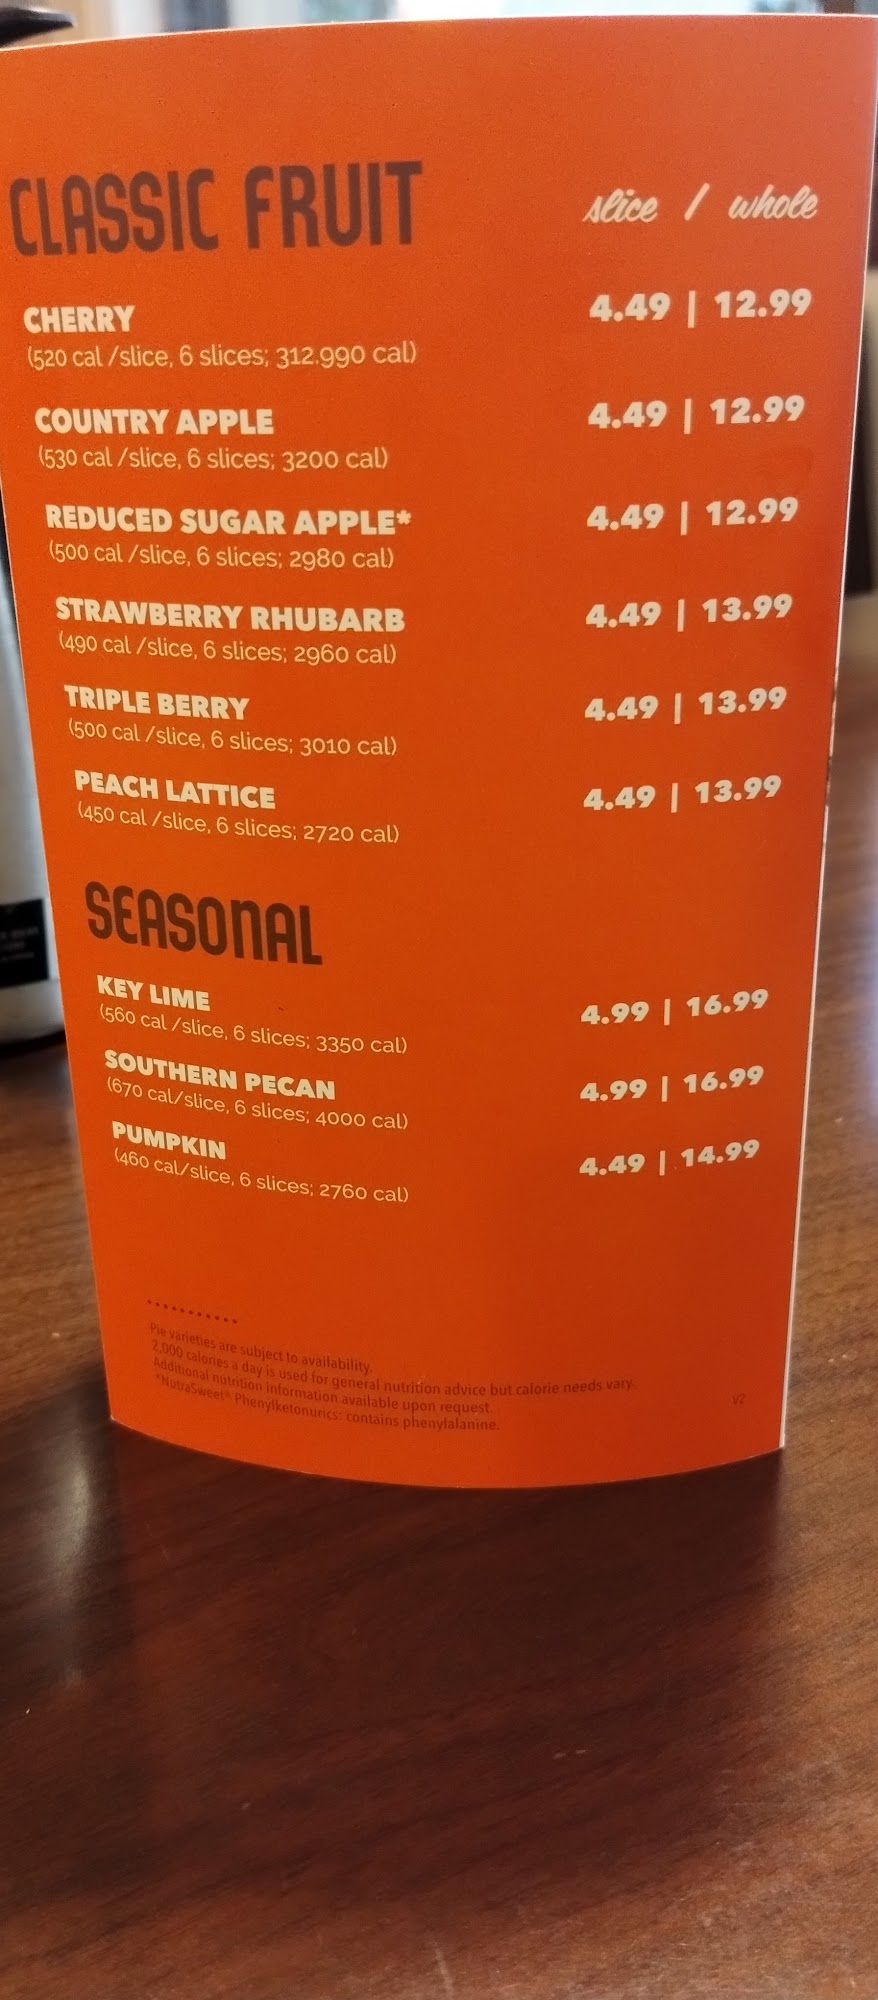 CLASSIC FRUIT slice / whole
CHERRY 4.49 | 12.99
(520 cal /slice, 6 slices; 312.990 cal)
COUNTRY APPLE 4.49 | 12.99
(530 cal /slice, 6 slices; 3200 cal)
REDUCED SUGAR APPLE* 4.49 | 12.99
(500 cal /slice, 6 slices; 2980 cal)
STRAWBERRY RHUBARB 4.49 | 13.99
(490 cal /slice, 6 slices; 2960 cal)
TRIPLE BERRY 4.49 | 13.99
(500 cal /slice, 6 slices; 3010 cal)
PEACH LATTICE 4.49 | 13.99
(450 cal /slice, 6 slices; 2720 cal)
SEASONAL
KEY LIME 4.99 | 16.99
(560 cal /slice, 6 slices; 3350 cal)
SOUTHERN PECAN 4.99 | 16.99
(670 cal/slice, 6 slices; 4000 cal)
PUMPKIN 4.49 | 14.99
(460 cal/slice, 6 slices; 2760 cal)
Pie varieties are subject to availability.
2,000 calories a day is used for general nutrition advice but calorie needs vary.
Additional nutrition information available upon request.
*NutraSweet® Phenylketonurics: contains phenylalanine.
V2